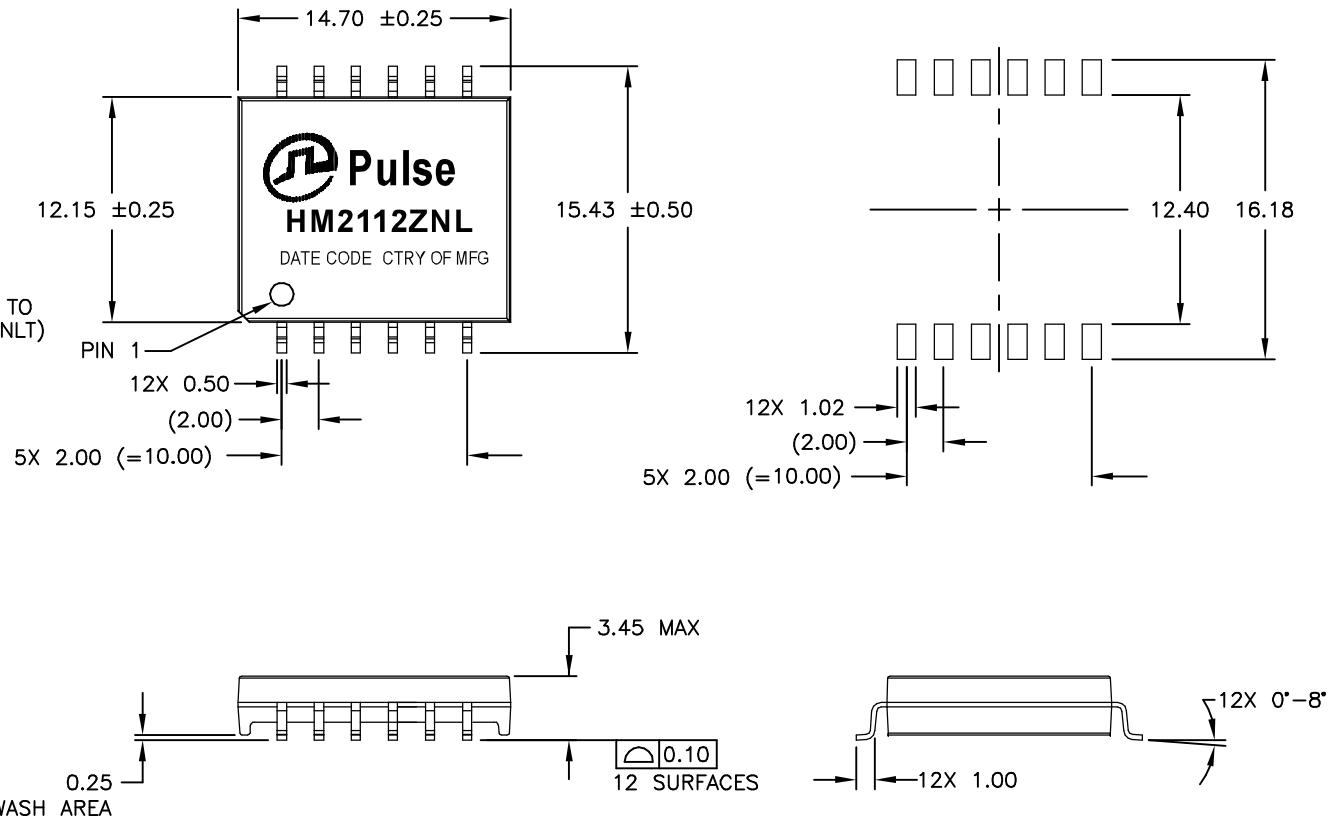 14.70 ±0.25
12.15 ±0.25
Pulse
HM2112ZNL
DATE CODE CTRY OF MFG
15.43 ±0.50
TO
NLT)
PIN 1
12X 0.50
(2.00)
5X 2.00 (=10.00)
12.40
16.18
12X 1.02
(2.00)
5X 2.00 (=10.00)
3.45 MAX
0.25
WASH AREA
0.10
12 SURFACES
12X 0°-8°
12X 1.00